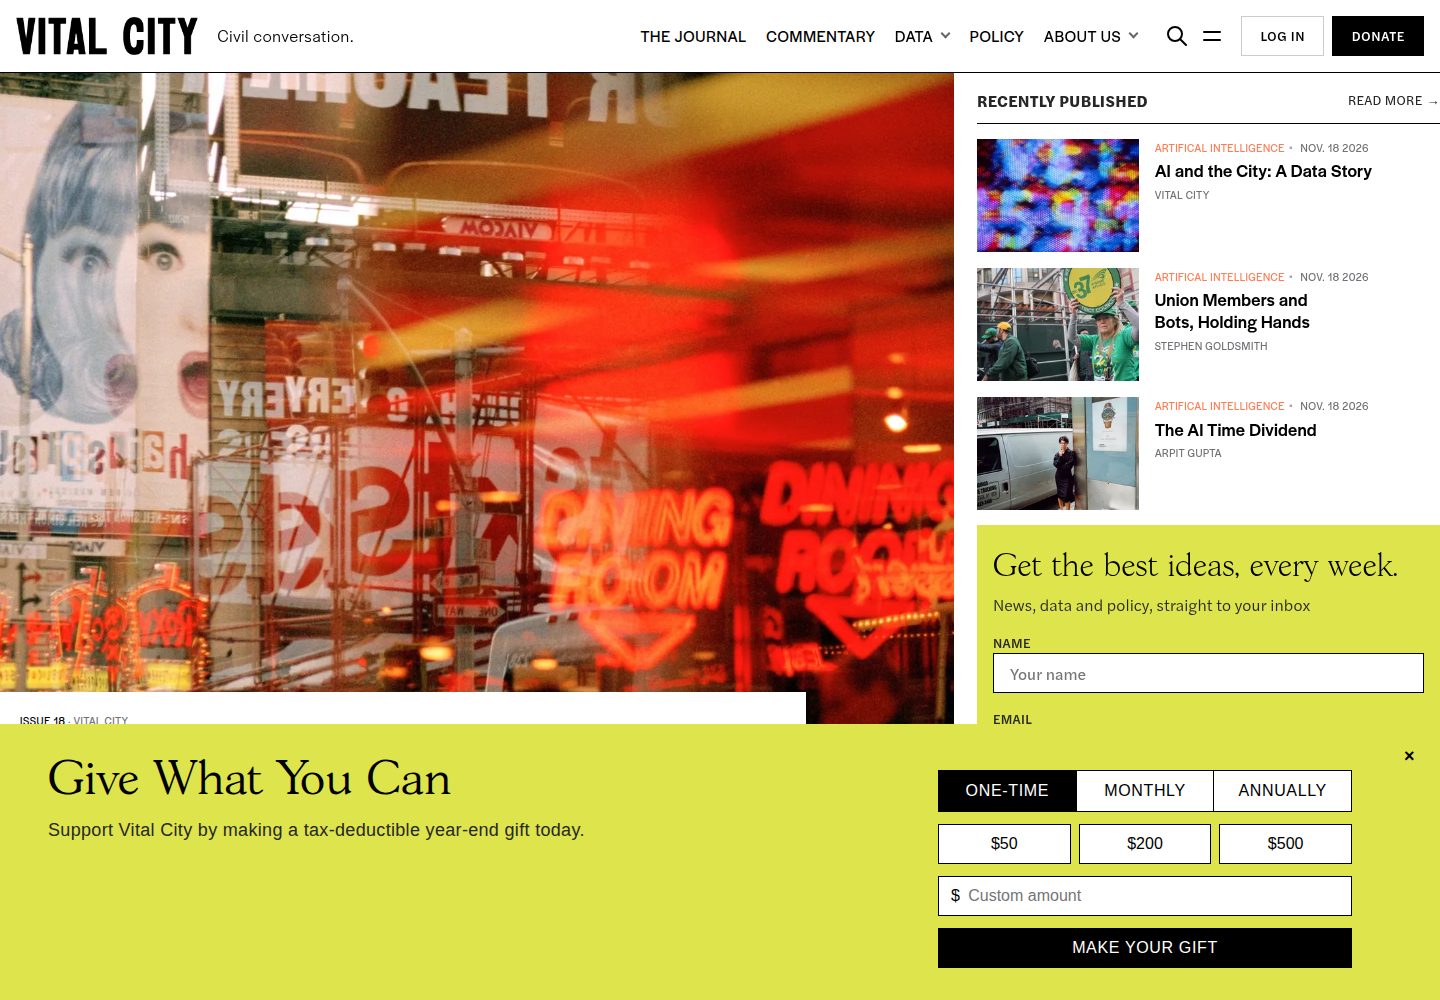 VITAL CITY
Civil conversation.
THE JOURNAL
COMMENTARY
DATA
POLICY
ABOUT US
LOG IN
DONATE
VIACOM
DINING
ROOM
DINING
ROOM
ONE WAY
ISSUE 18 · VITAL CITY
RECENTLY PUBLISHED
READ MORE →
ARTIFICAL INTELLIGENCE • NOV. 18 2026
AI and the City: A Data Story
VITAL CITY
ARTIFICAL INTELLIGENCE • NOV. 18 2026
Union Members and
Bots, Holding Hands
STEPHEN GOLDSMITH
37
ARTIFICAL INTELLIGENCE • NOV. 18 2026
The AI Time Dividend
ARPIT GUPTA
Get the best ideas, every week.
News, data and policy, straight to your inbox
NAME
Your name
EMAIL
Give What You Can
Support Vital City by making a tax-deductible year-end gift today.
×
ONE-TIME
MONTHLY
ANNUALLY
$50
$200
$500
$ Custom amount
MAKE YOUR GIFT